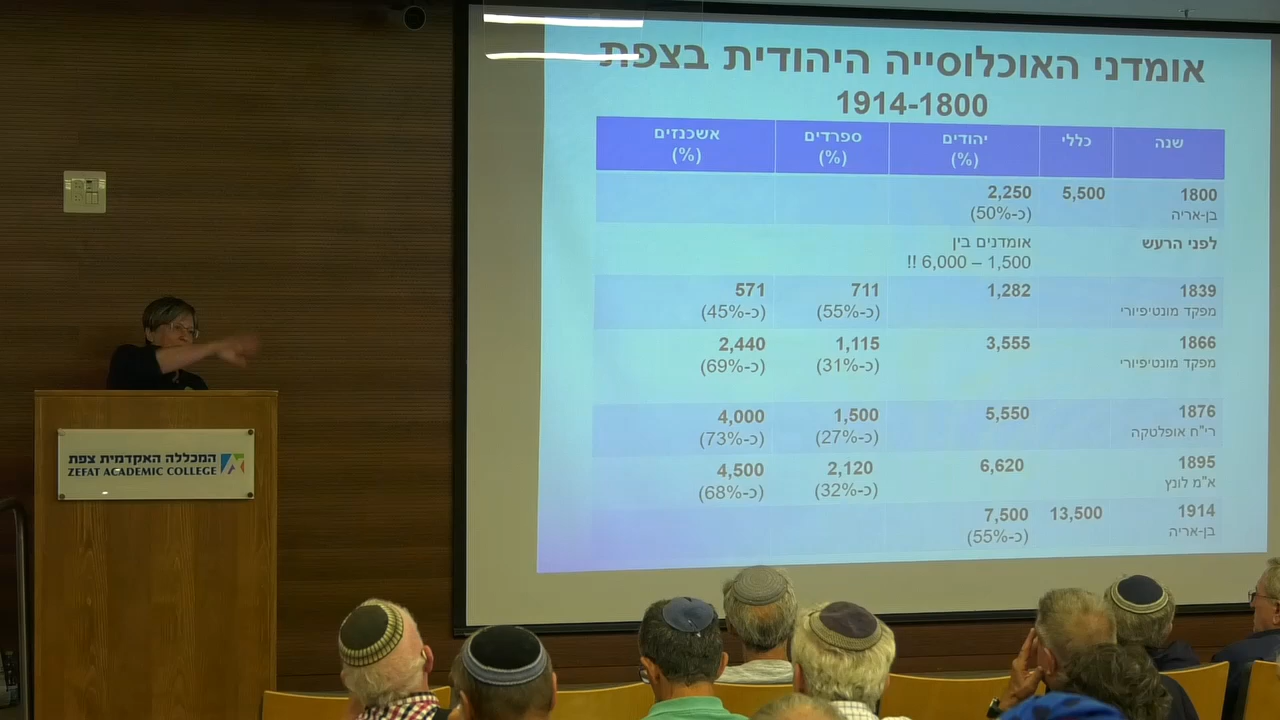 אומדני האוכלוסייה היהודית בצפת
1914-1800
שנה כללי יהודים ספרדים אשכנזים
(%) (%) (%)
1800 5,500 2,250
בן-אריה (כ-50%)
לפני הרעש אומדנים בין
1,500 – 6,000 !!
1839 1,282 711 571
מפקד מונטיפיורי (כ-55%) (כ-45%)
1866 3,555 1,115 2,440
מפקד מונטיפיורי (כ-31%) (כ-69%)
1876 5,550 1,500 4,000
רי"ח אופלטקה (כ-27%) (כ-73%)
1895 6,620 2,120 4,500
א"מ לונץ (כ-32%) (כ-68%)
1914 13,500 7,500
בן-אריה (כ-55%)
המכללה האקדמית צפת
ZEFAT ACADEMIC COLLEGE